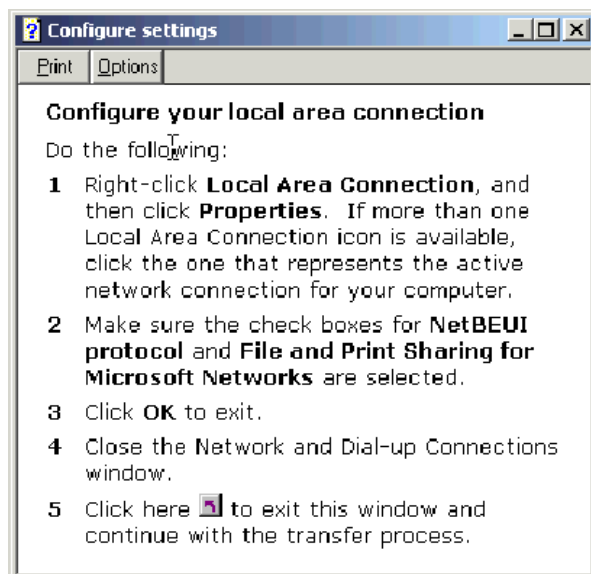 Configure settings
Print Options
Configure your local area connection
Do the following:
1 Right-click Local Area Connection, and
then click Properties. If more than one
Local Area Connection icon is available,
click the one that represents the active
network connection for your computer.
2 Make sure the check boxes for NetBEUI
protocol and File and Print Sharing for
Microsoft Networks are selected.
3 Click OK to exit.
4 Close the Network and Dial-up Connections
window.
5 Click here to exit this window and
continue with the transfer process.